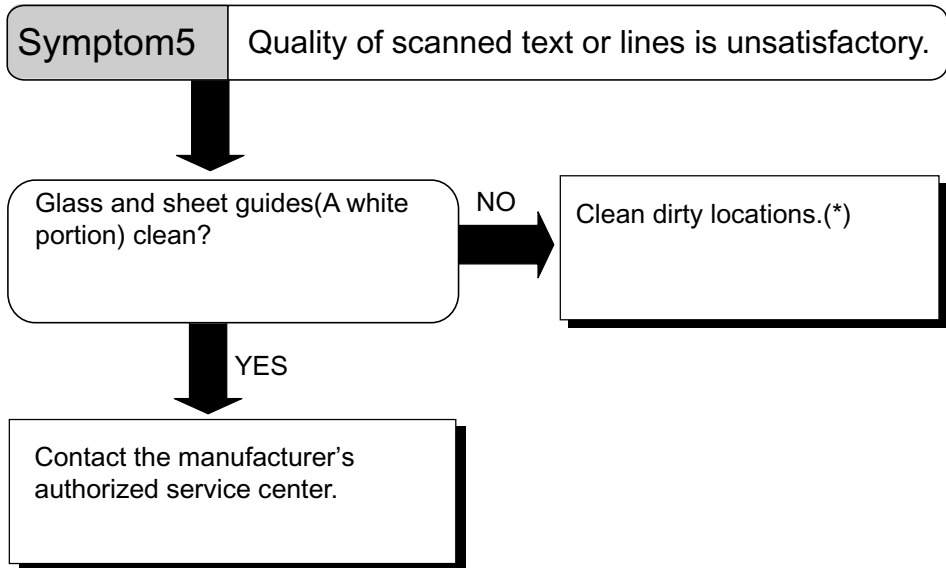 Symptom5
Quality of scanned text or lines is unsatisfactory.
Glass and sheet guides(A white
portion) clean?
NO
Clean dirty locations.(*)
YES
Contact the manufacturer’s
authorized service center.